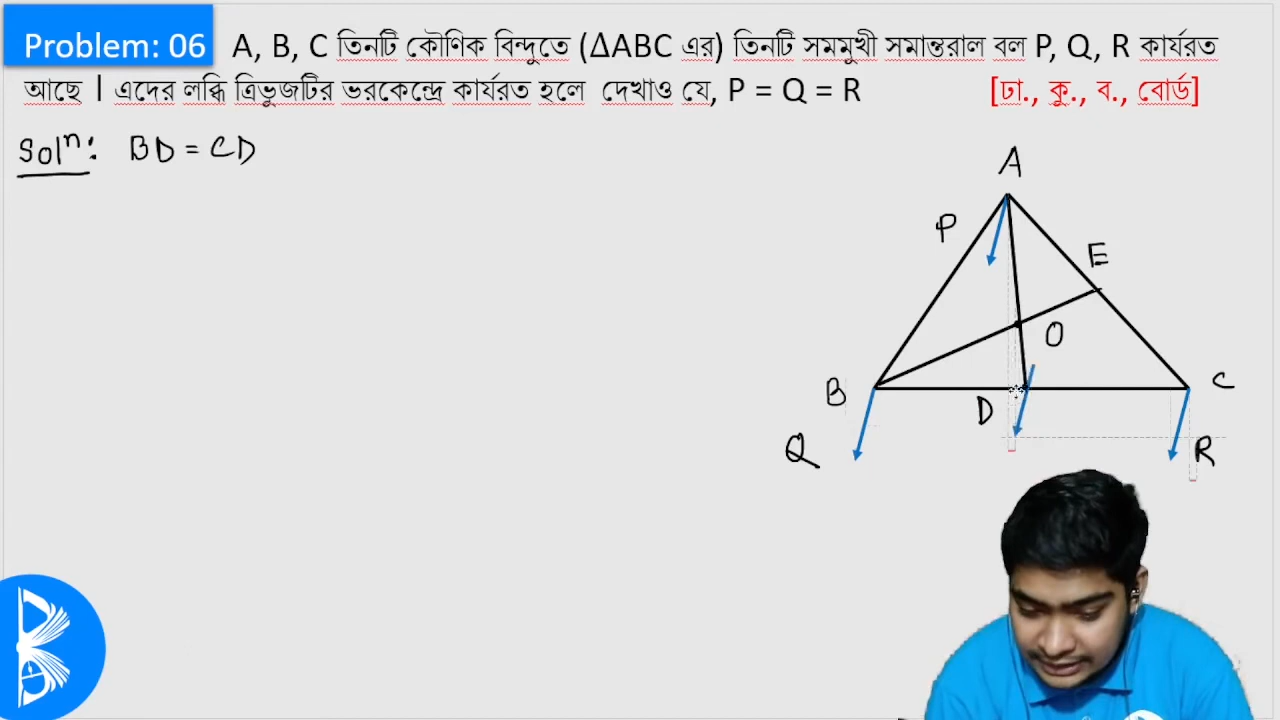 Problem: 06 A, B, C তিনটি কৌণিক বিন্দুতে (ΔABC এর) তিনটি সমমুখী সমান্তরাল বল P, Q, R কার্যরত
আছে । এদের লব্ধি ত্রিভুজটির ভরকেন্দ্রে কার্যরত হলে দেখাও যে, P = Q = R [ঢা., কু., ব., বোর্ড]
Solⁿ: BD = CD
A
P
E
O
B
C
D
Q
R